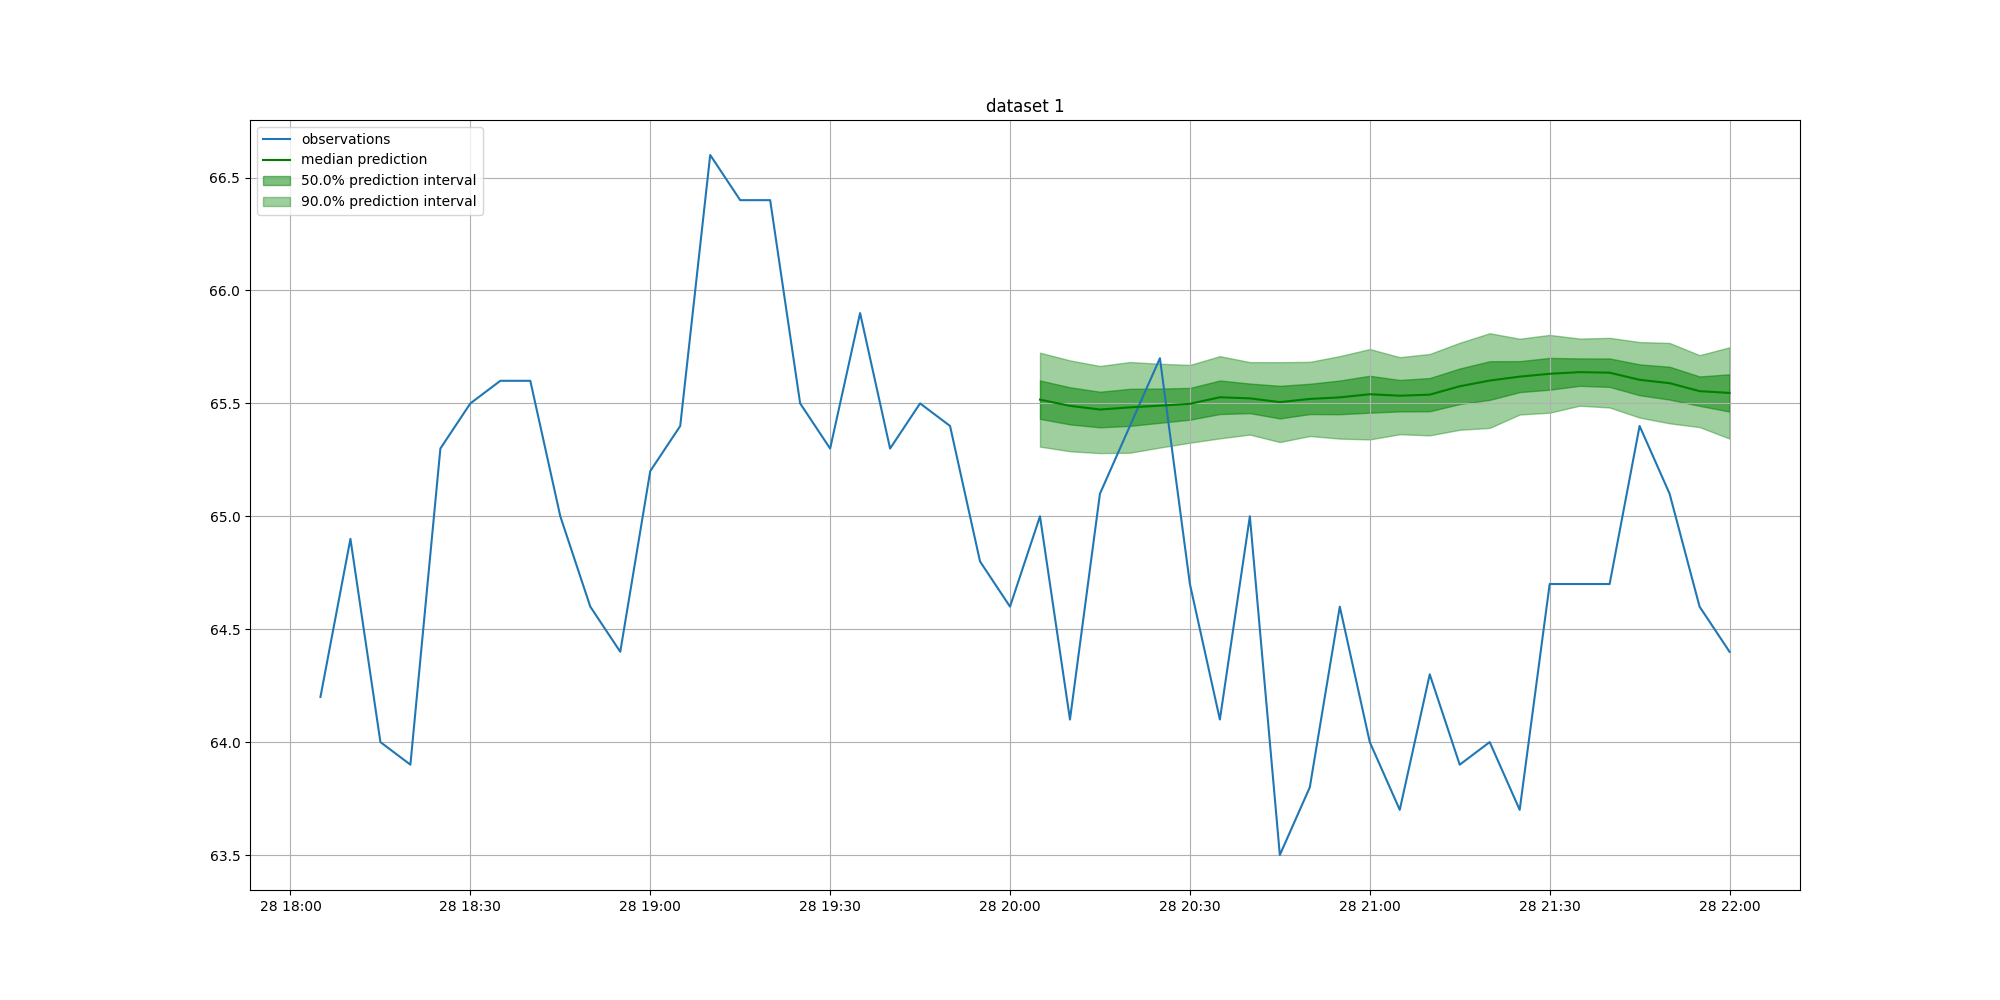 dataset 1
observations
median prediction
50.0% prediction interval
90.0% prediction interval
66.5
66.0
65.5
65.0
64.5
64.0
63.5
28 18:00 28 18:30 28 19:00 28 19:30 28 20:00 28 20:30 28 21:00 28 21:30 28 22:00